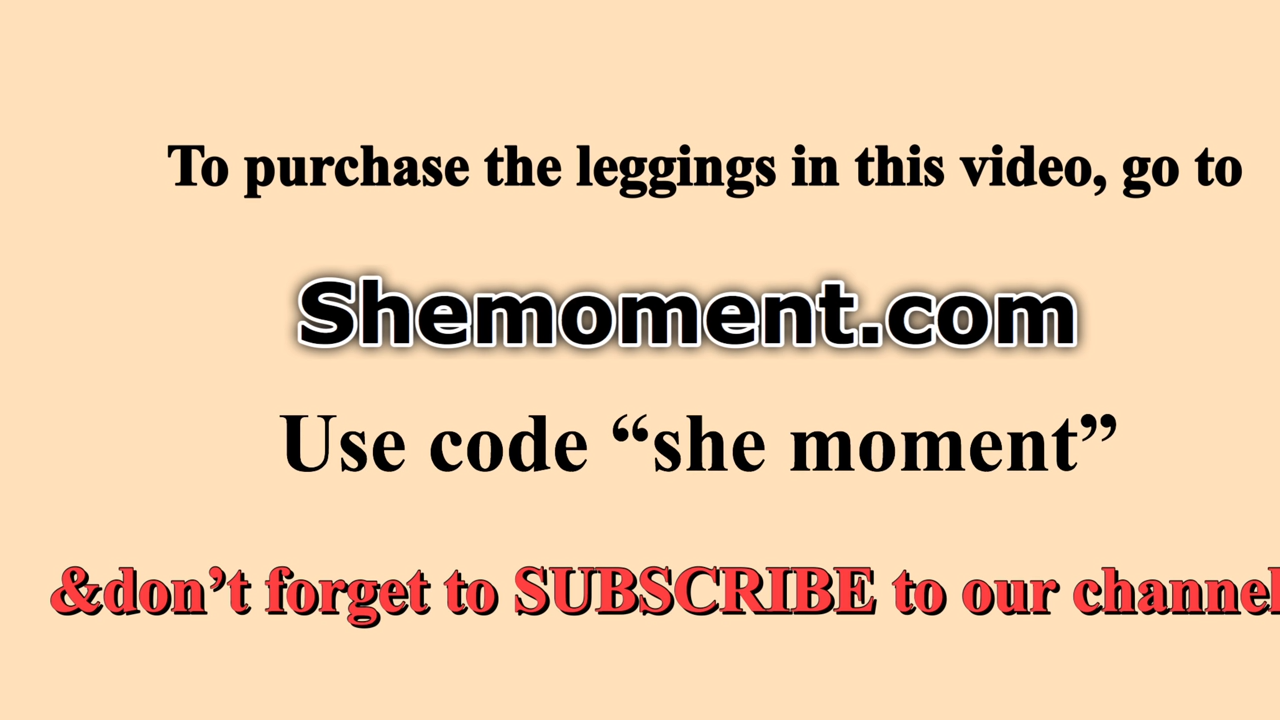 To purchase the leggings in this video, go to
Shemoment.com
Use code “she moment”
&don’t forget to SUBSCRIBE to our channel